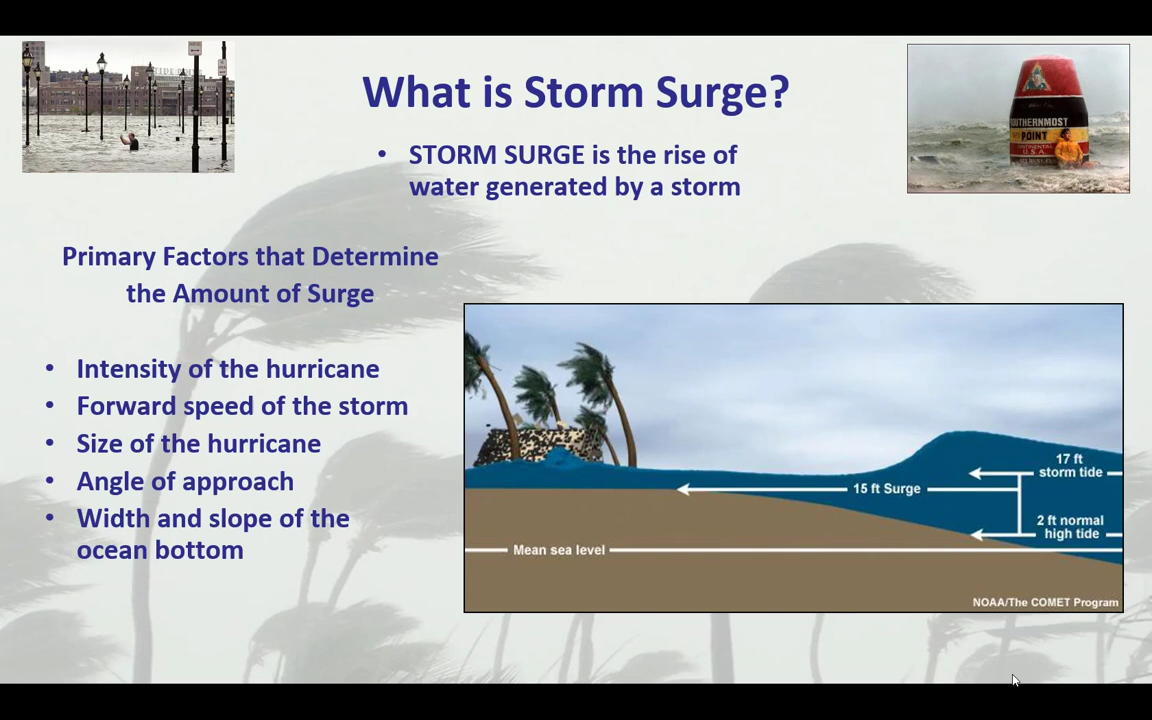 What is Storm Surge?
• STORM SURGE is the rise of
water generated by a storm
SOUTHERNMOST
POINT
CONTINENTAL
U.S.A.
Primary Factors that Determine
the Amount of Surge
• Intensity of the hurricane
• Forward speed of the storm
• Size of the hurricane
• Angle of approach
• Width and slope of the
ocean bottom
17 ft
storm tide
15 ft Surge
2 ft normal
high tide
Mean sea level
NOAA/The COMET Program